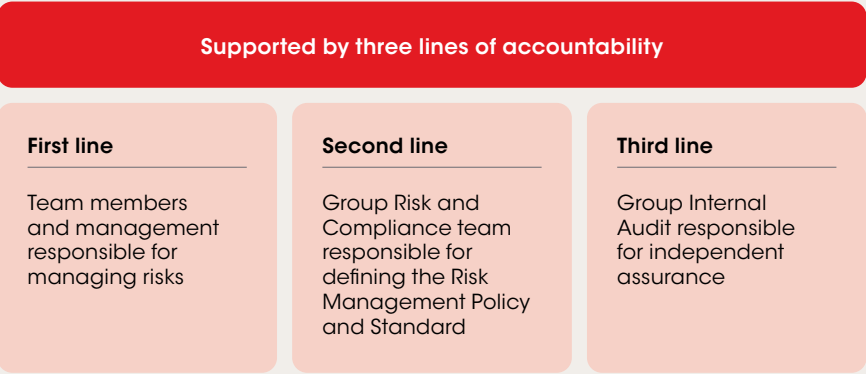 Supported by three lines of accountability
First line
Team members
and management
responsible for
managing risks
Second line
Group Risk and
Compliance team
responsible for
defining the Risk
Management Policy
and Standard
Third line
Group Internal
Audit responsible
for independent
assurance